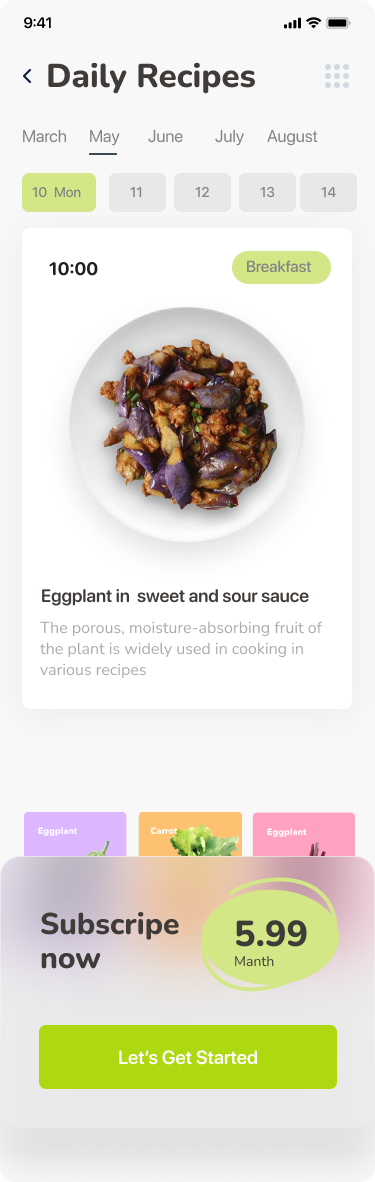 9:41
Daily Recipes
March May June July August
10 Mon 11 12 13 14
10:00 Breakfast
Eggplant in sweet and sour sauce
The porous, moisture-absorbing fruit of
the plant is widely used in cooking in
various recipes
Eggplant Carrot Eggplant
Subscripe
now
5.99
Manth
Let's Get Started